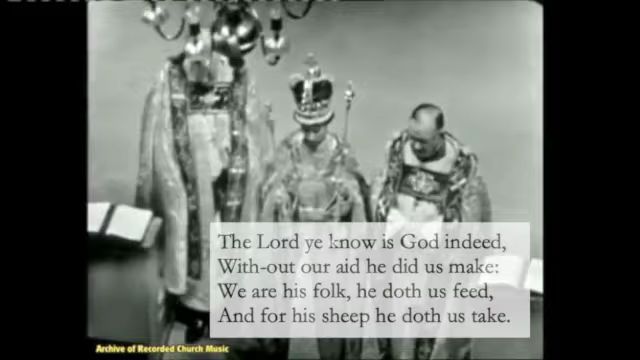 The Lord ye know is God indeed,
With-out our aid he did us make:
We are his folk, he doth us feed,
And for his sheep he doth us take.
Archive of Recorded Church Music